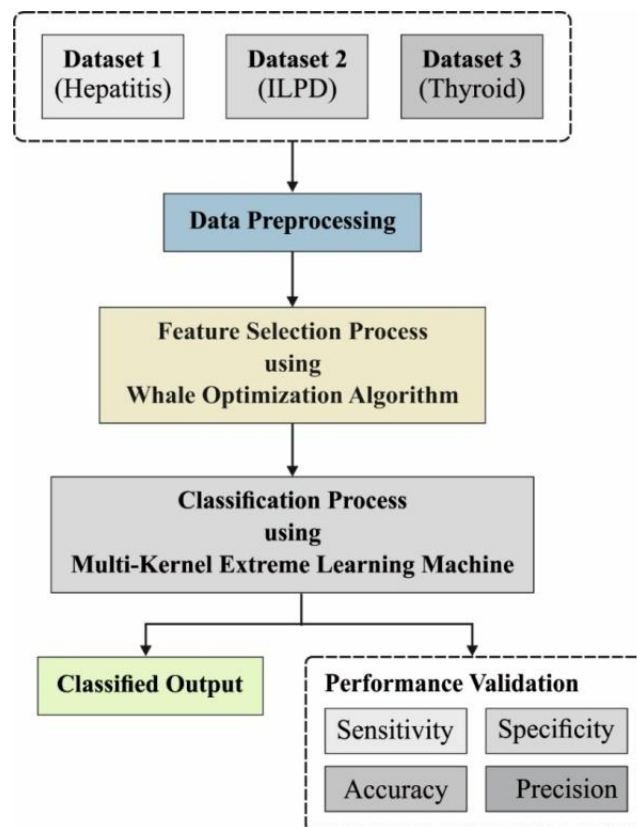 Dataset 1
(Hepatitis)
Dataset 2
(ILPD)
Dataset 3
(Thyroid)
Data Preprocessing
Feature Selection Process
using
Whale Optimization Algorithm
Classification Process
using
Multi-Kernel Extreme Learning Machine
Classified Output
Performance Validation
Sensitivity
Specificity
Accuracy
Precision